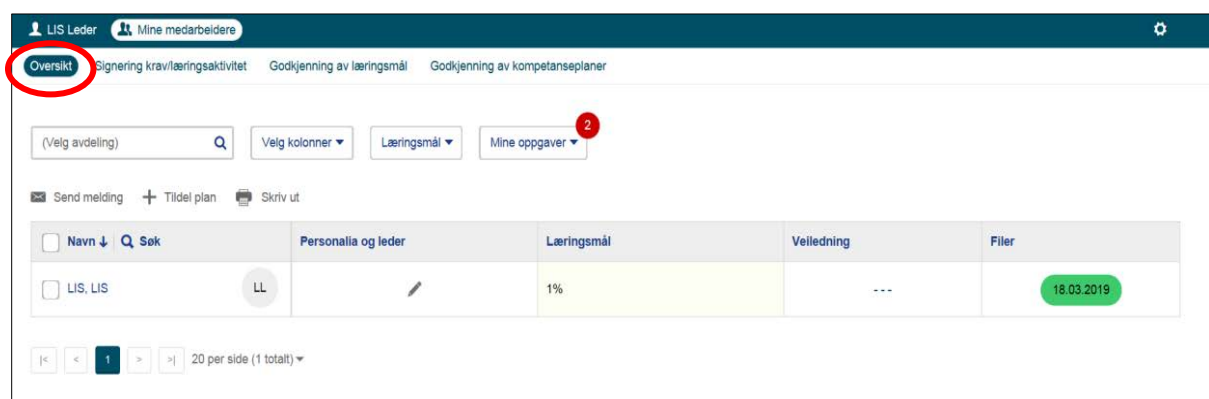 LIS Leder Mine medarbeidere
Oversikt Signering krav/læringsaktivitet Godkjenning av læringsmål Godkjenning av kompetanseplaner
2
(Velg avdeling) Velg kolonner Læringsmål Mine oppgaver
Send melding Tildel plan Skriv ut
Navn Søk Personalia og leder Læringsmål Veiledning Filer
LIS, LIS LL 1% --- 18.03.2019
|< < 1 > >| 20 per side (1 totalt)